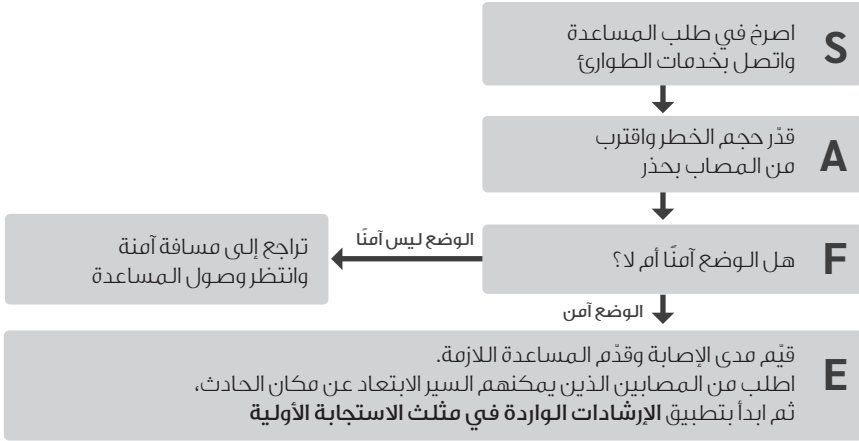 S
اصرخ في طلب المساعدة
واتصل بخدمات الطوارئ
A
قدّر حجم الخطر واقترب
من المصاب بحذر
F
هل الوضع آمنًا أم لا؟
الوضع ليس آمنًا
تراجع إلى مسافة آمنة
وانتظر وصول المساعدة
الوضع آمن
E
قيّم مدى الإصابة وقدّم المساعدة اللازمة.
اطلب من المصابين الذين يمكنهم السير الابتعاد عن مكان الحادث،
ثم ابدأ بتطبيق الإرشادات الواردة في مثلث الاستجابة الأولية